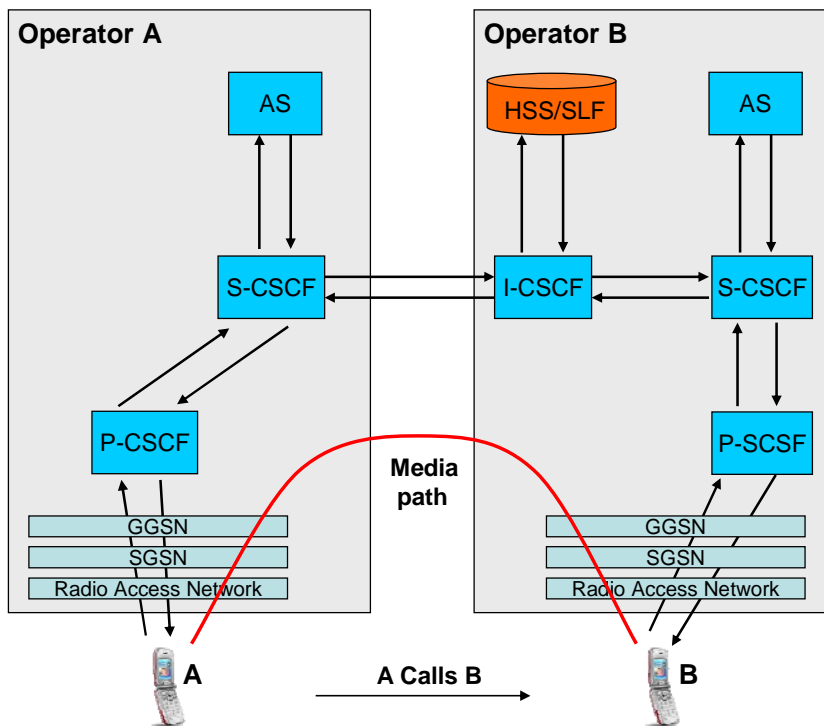 Operator A
Operator B
AS
HSS/SLF
AS
S-CSCF
I-CSCF
S-CSCF
P-CSCF
P-SCSF
Media
path
GGSN
GGSN
SGSN
SGSN
Radio Access Network
Radio Access Network
A
A Calls B
B